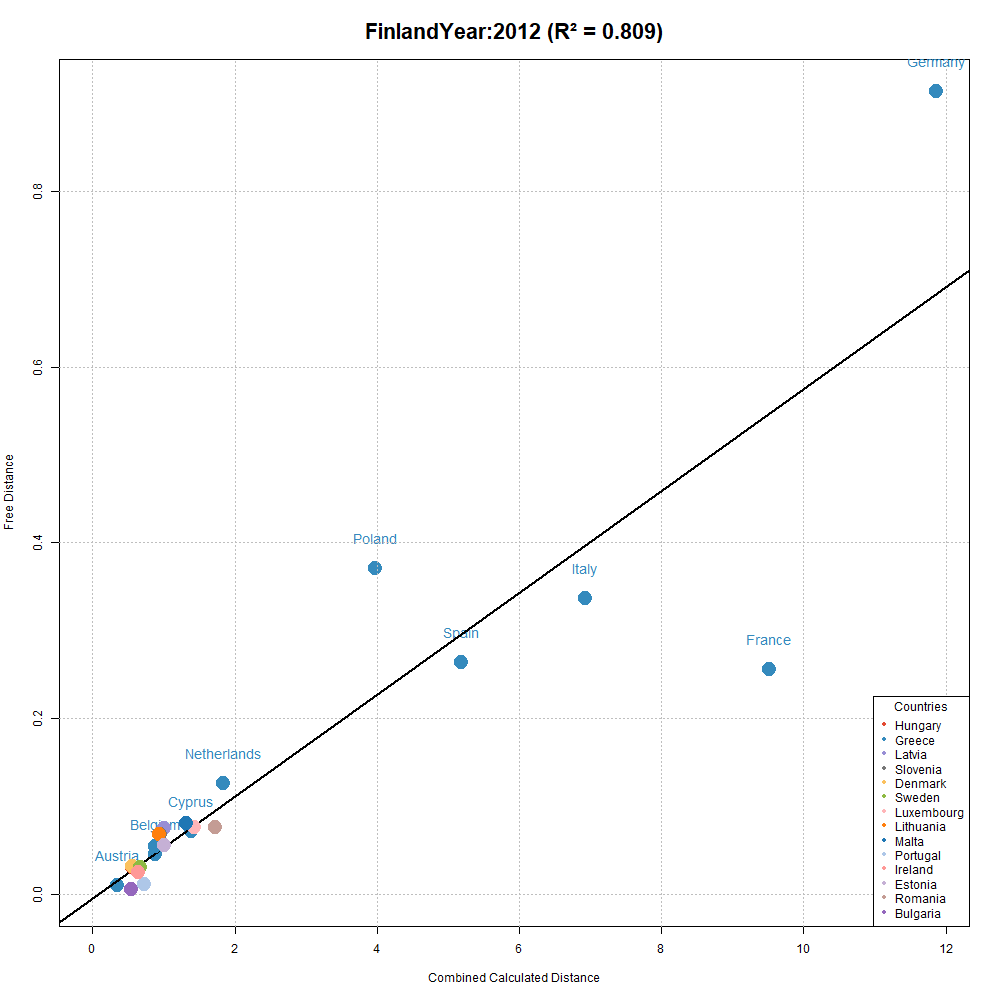 FinlandYear:2012 (R² = 0.809)
Germany
0.8
0.6
Free Distance
0.4
Poland
Italy
Spain
France
0.2
Netherlands
Cyprus
Belgium
Austria
0.0
Countries
Hungary
Greece
Latvia
Slovenia
Denmark
Sweden
Luxembourg
Lithuania
Malta
Portugal
Ireland
Estonia
Romania
Bulgaria
0 2 4 6 8 10 12
Combined Calculated Distance